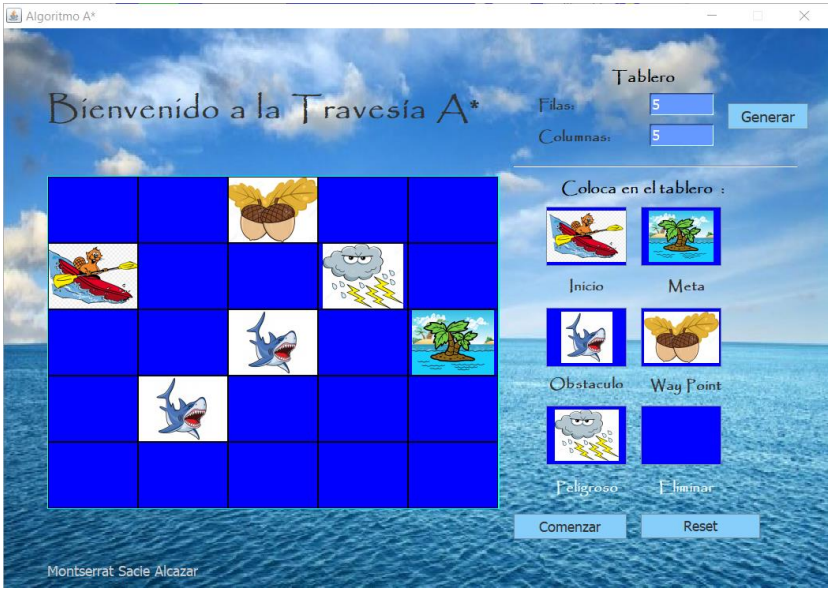 Algoritmo A*
Bienvenido a la Travesía A*
Tablero
Filas: 5
Columnas: 5
Generar
Coloca en el tablero :
Inicio Meta
Obstaculo Way Point
Peligroso Eliminar
Comenzar Reset
Montserrat Sacie Alcazar